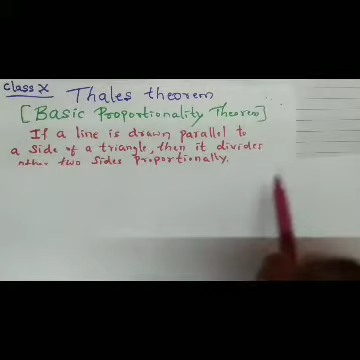 Class X
Thales theorem
[Basic Proportionality Theorem]
If a line is drawn parallel to
a side of a triangle, then it divides
other two sides proportionally.